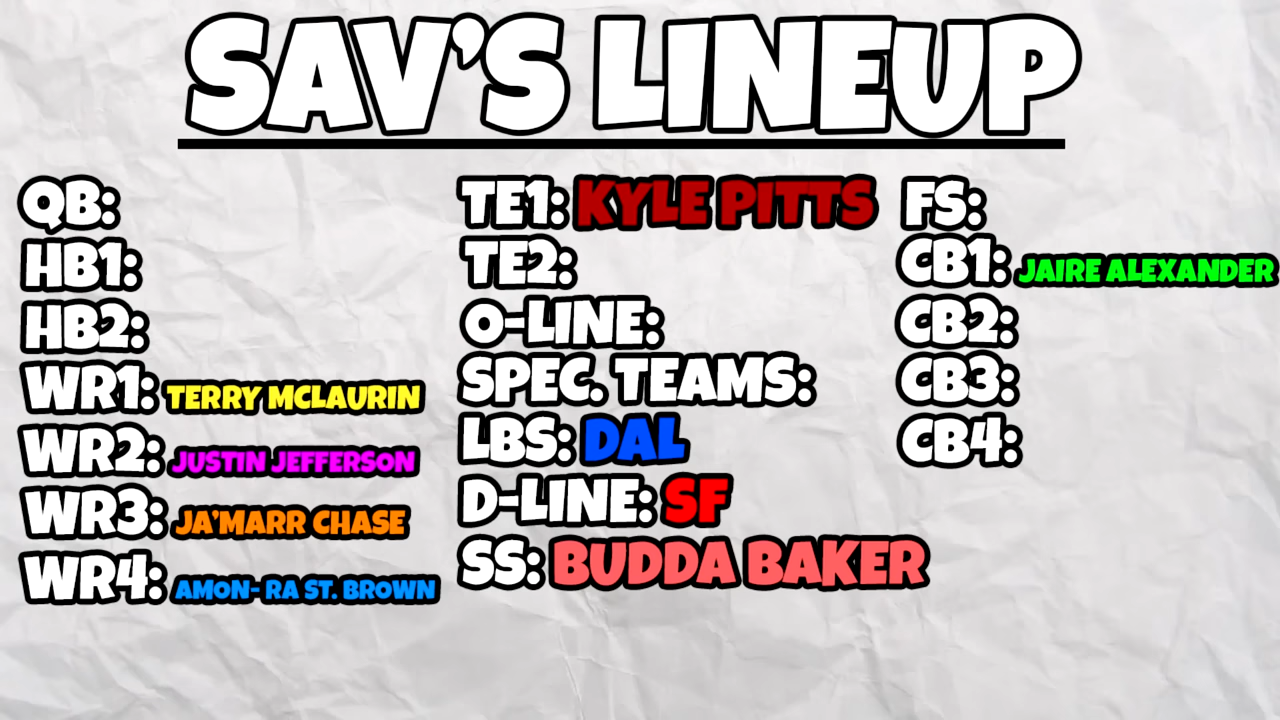 SAV'S LINEUP
QB:
HB1:
HB2:
WR1: TERRY MCLAURIN
WR2: JUSTIN JEFFERSON
WR3: JA'MARR CHASE
WR4: AMON- RA ST. BROWN
TE1: KYLE PITTS
TE2:
O-LINE:
SPEC. TEAMS:
LBS: DAL
D-LINE: SF
SS: BUDDA BAKER
FS:
CB1: JAIRE ALEXANDER
CB2:
CB3:
CB4: